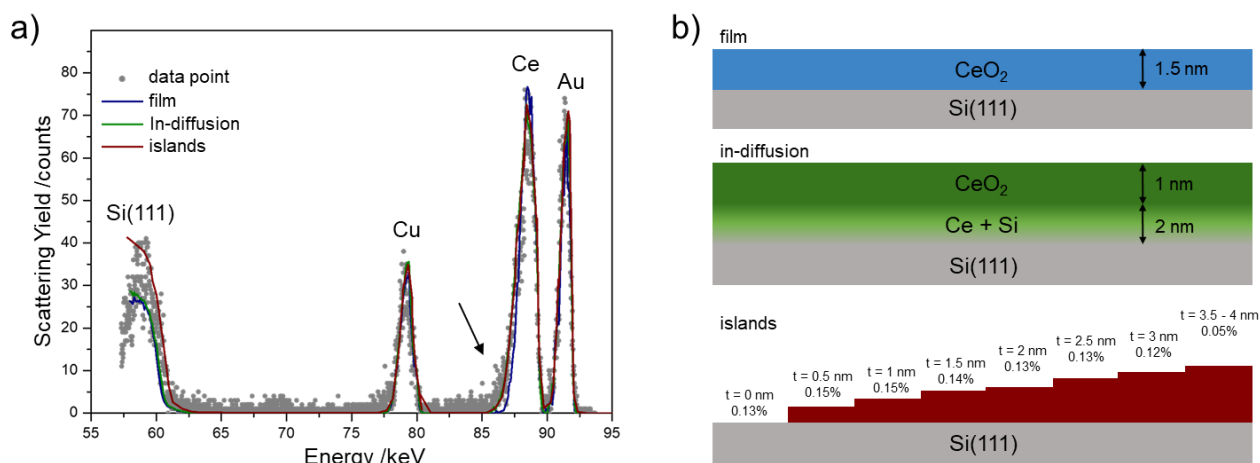 a)
Scattering Yield /counts
80
70
60
50
40
30
20
10
0
55
60
65
70
75
80
85
90
95
Energy /keV
data point
film
In-diffusion
islands
Si(111)
Cu
Ce
Au
b)
film
CeO2
1.5 nm
Si(111)
in-diffusion
CeO2
1 nm
Ce + Si
2 nm
Si(111)
islands
t = 0 nm
0.13%
t = 0.5 nm
0.15%
t = 1 nm
0.15%
t = 1.5 nm
0.14%
t = 2 nm
0.13%
t = 2.5 nm
0.13%
t = 3 nm
0.12%
t = 3.5 - 4 nm
0.05%
Si(111)